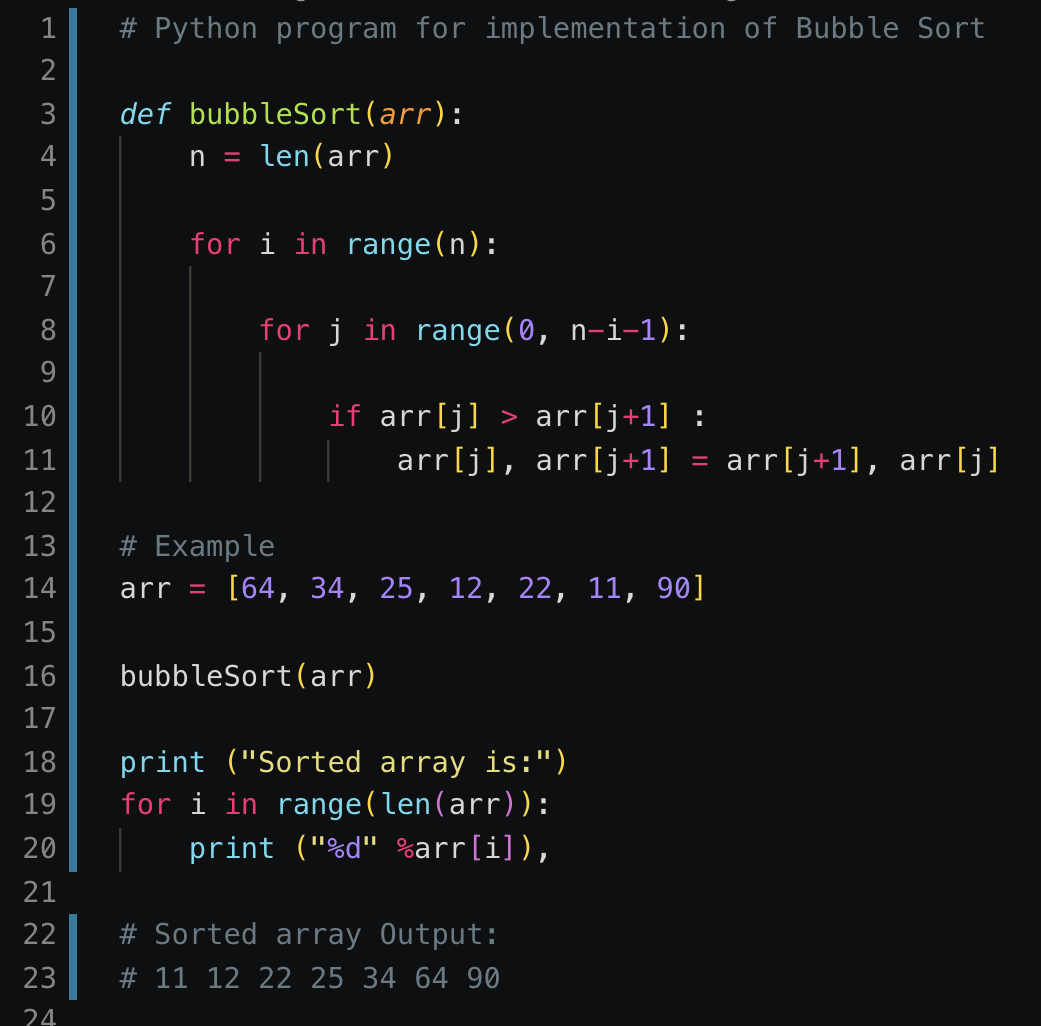 1 # Python program for implementation of Bubble Sort
2
3 def bubbleSort(arr):
4     n = len(arr)
5
6     for i in range(n):
7
8         for j in range(0, n-i-1):
9
10             if arr[j] > arr[j+1] :
11                 arr[j], arr[j+1] = arr[j+1], arr[j]
12
13 # Example
14 arr = [64, 34, 25, 12, 22, 11, 90]
15
16 bubbleSort(arr)
17
18 print ("Sorted array is:")
19 for i in range(len(arr)):
20     print ("%d" %arr[i]),
21
22 # Sorted array Output:
23 # 11 12 22 25 34 64 90
24